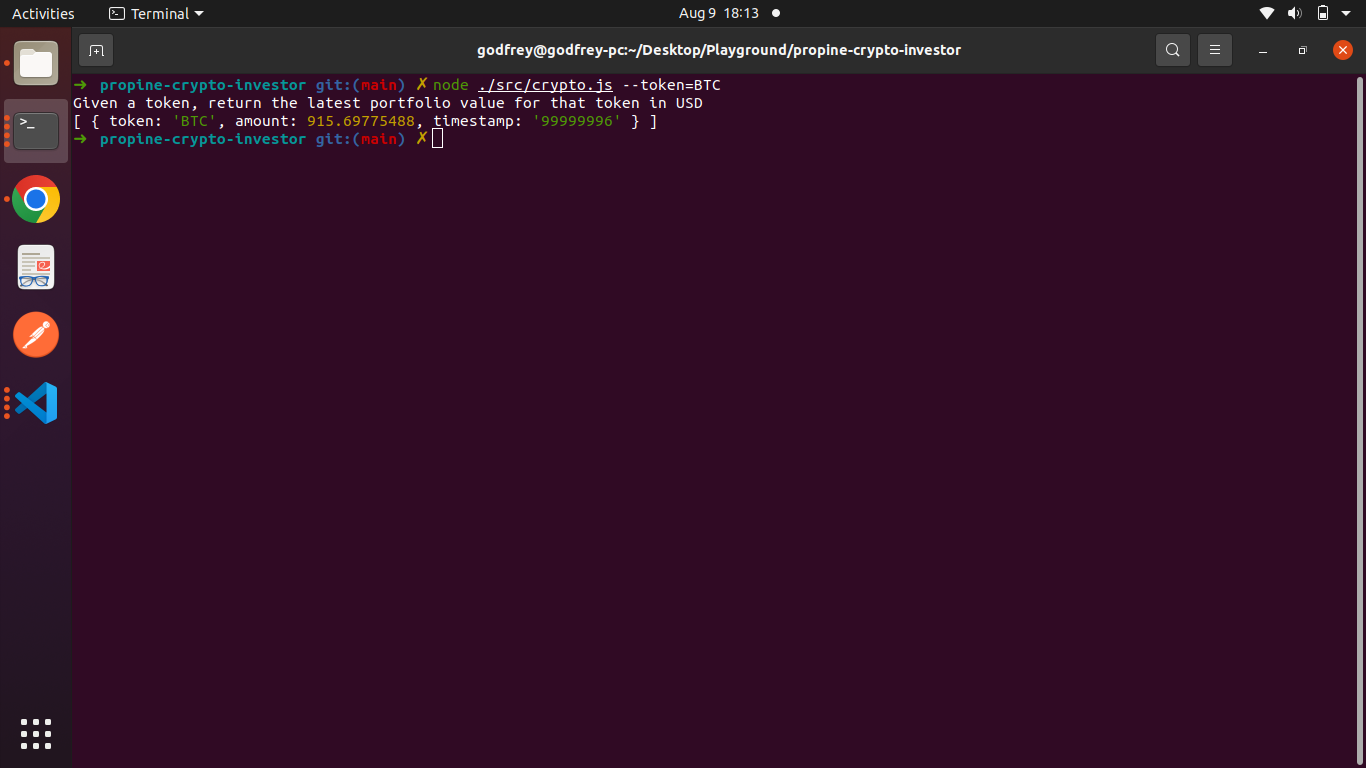 Activities Terminal Aug 9 18:13
godfrey@godfrey-pc:~/Desktop/Playground/propine-crypto-investor
➜ propine-crypto-investor git:(main) ✗ node ./src/crypto.js --token=BTC
Given a token, return the latest portfolio value for that token in USD
[ { token: 'BTC', amount: 915.69775488, timestamp: '99999996' } ]
➜ propine-crypto-investor git:(main) ✗